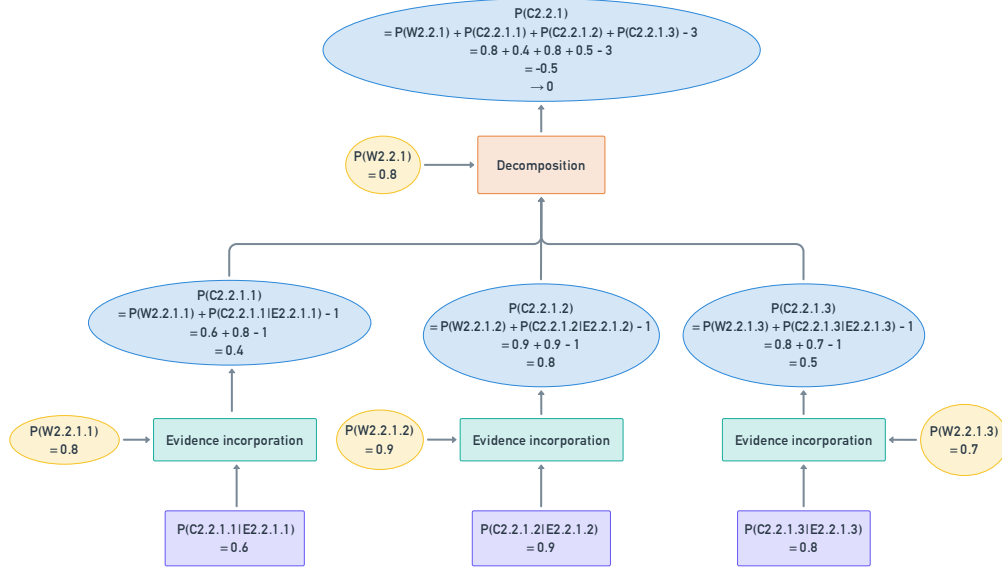 P(C2.2.1)
= P(W2.2.1) + P(C2.2.1.1) + P(C2.2.1.2) + P(C2.2.1.3) - 3
= 0.8 + 0.4 + 0.8 + 0.5 - 3
= -0.5
→ 0
P(W2.2.1)
= 0.8
Decomposition
P(C2.2.1.1)
= P(W2.2.1.1) + P(C2.2.1.1|E2.2.1.1) - 1
= 0.6 + 0.8 - 1
= 0.4
P(C2.2.1.2)
= P(W2.2.1.2) + P(C2.2.1.2|E2.2.1.2) - 1
= 0.9 + 0.9 - 1
= 0.8
P(C2.2.1.3)
= P(W2.2.1.3) + P(C2.2.1.3|E2.2.1.3) - 1
= 0.8 + 0.7 - 1
= 0.5
P(W2.2.1.1)
= 0.8
Evidence incorporation
P(W2.2.1.2)
= 0.9
Evidence incorporation
Evidence incorporation
P(W2.2.1.3)
= 0.7
P(C2.2.1.1|E2.2.1.1)
= 0.6
P(C2.2.1.2|E2.2.1.2)
= 0.9
P(C2.2.1.3|E2.2.1.3)
= 0.8